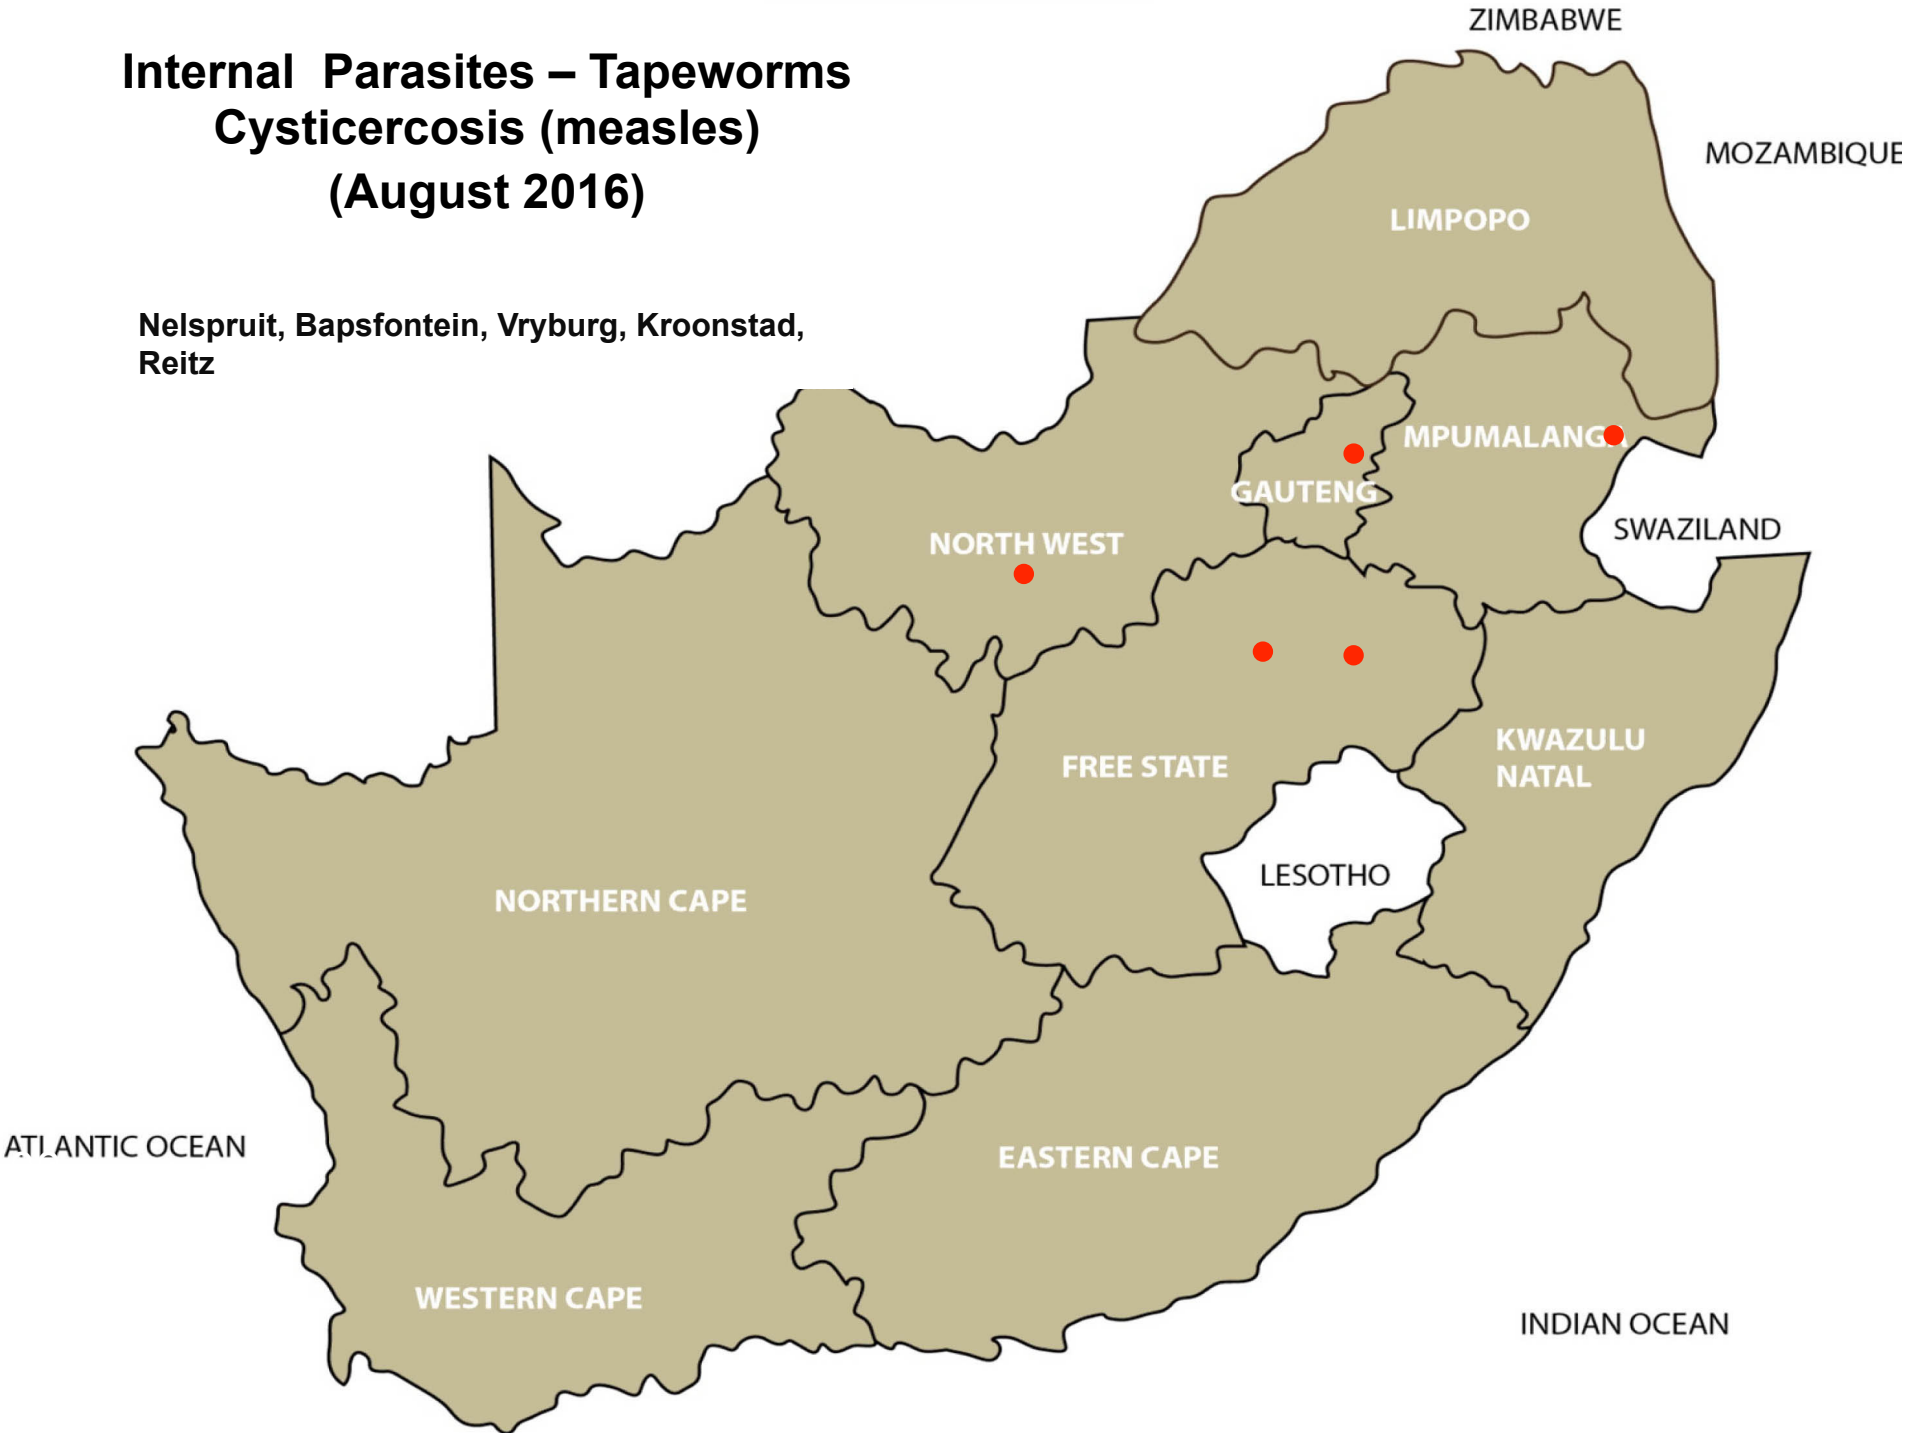 ZIMBABWE
Internal Parasites – Tapeworms
Cysticercosis (measles)
(August 2016)
MOZAMBIQUE
LIMPOPO
Nelspruit, Bapsfontein, Vryburg, Kroonstad,
Reitz
MPUMALANGA
GAUTENG
NORTH WEST
SWAZILAND
KWAZULU
NATAL
FREE STATE
LESOTHO
NORTHERN CAPE
ATLANTIC OCEAN
EASTERN CAPE
WESTERN CAPE
INDIAN OCEAN